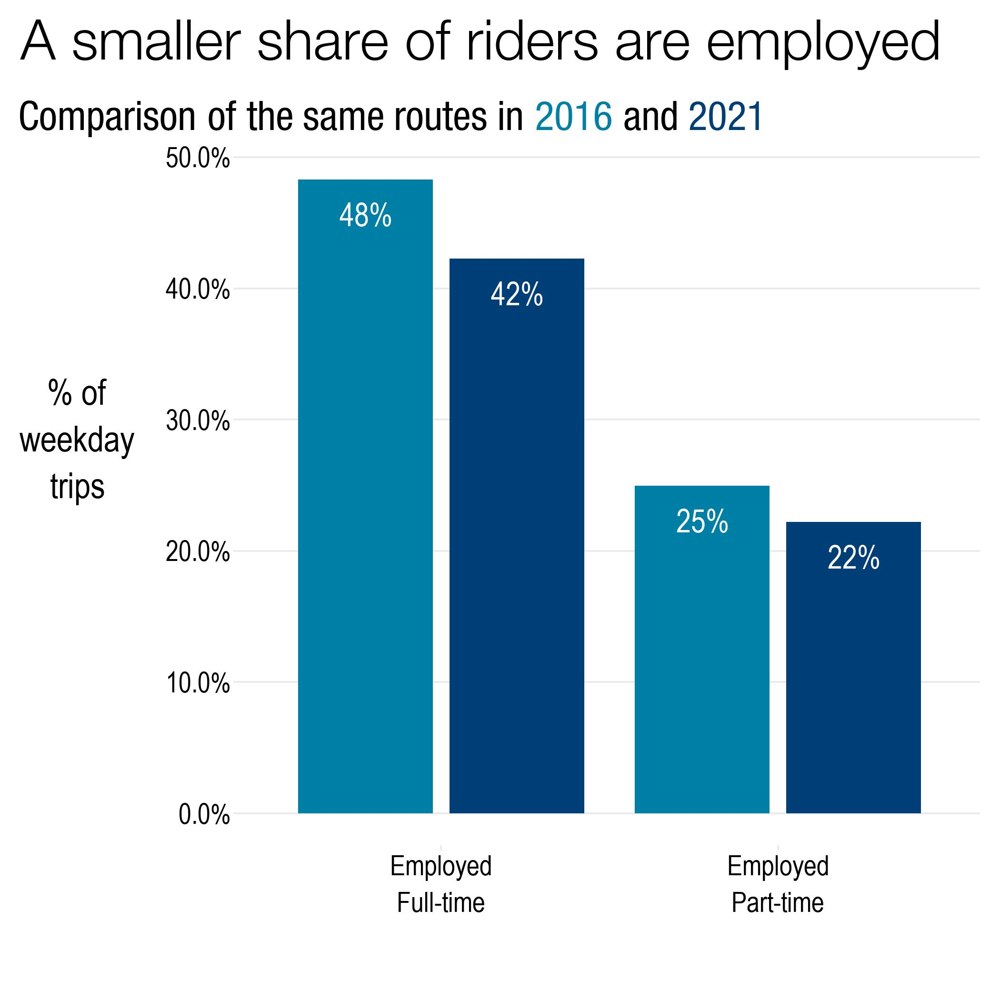 A smaller share of riders are employed
Comparison of the same routes in 2016 and 2021
50.0%
48%
42%
40.0%
% of
weekday
trips
30.0%
25%
22%
20.0%
10.0%
0.0%
Employed
Full-time
Employed
Part-time